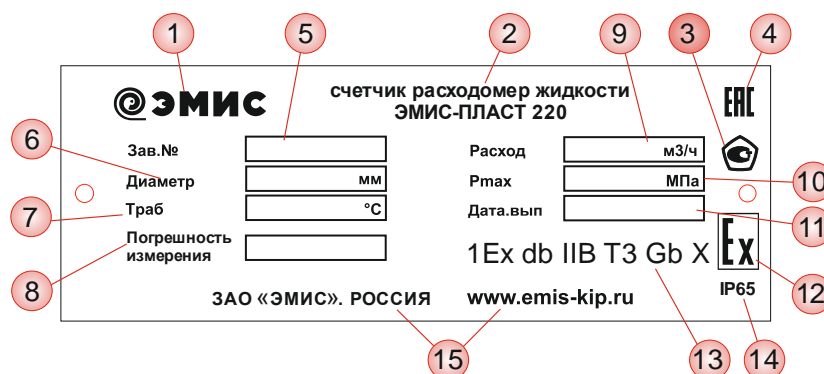 1
5
2
9
3
4
ЭМИС
счетчик расходомер жидкости
ЭМИС-ПЛАСТ 220
EAC
6
Зав.№
Расход
м3/ч
Диаметр
мм
Pmax
МПа
10
7
Траб
°C
Дата.вып
11
Погрешность
измерения
8
1Ex db IIB T3 Gb X
Ex
12
IP65
ЗАО «ЭМИС». РОССИЯ
www.emis-kip.ru
15
13
14